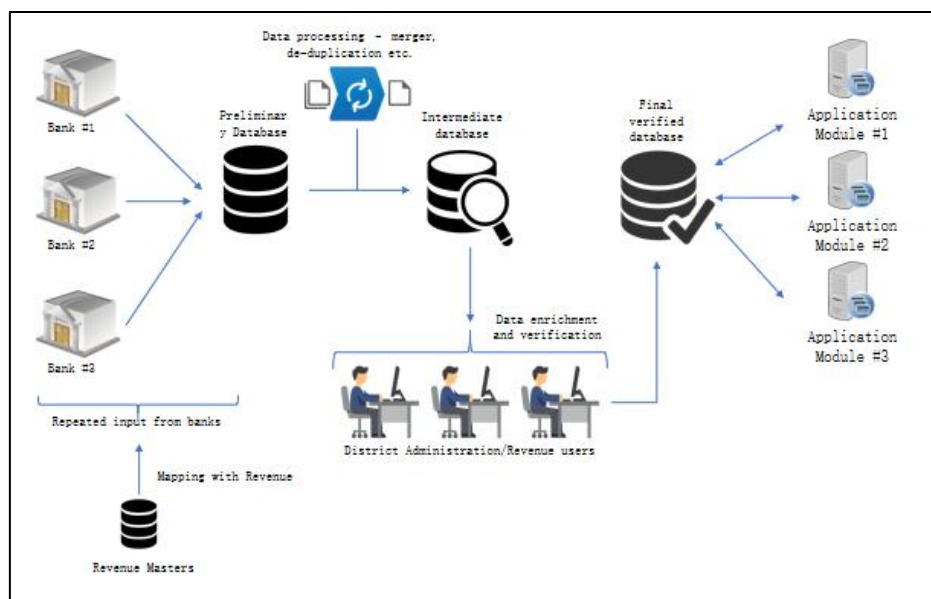 Data processing - merger,
de-duplication etc.
Bank #1
Preliminar
y Database
Intermediate
database
Final
verified
database
Application
Module #1
Bank #2
Application
Module #2
Bank #3
Data enrichment
and verification
Application
Module #3
Repeated input from banks
District Administration/Revenue users
Mapping with Revenue
Revenue Masters